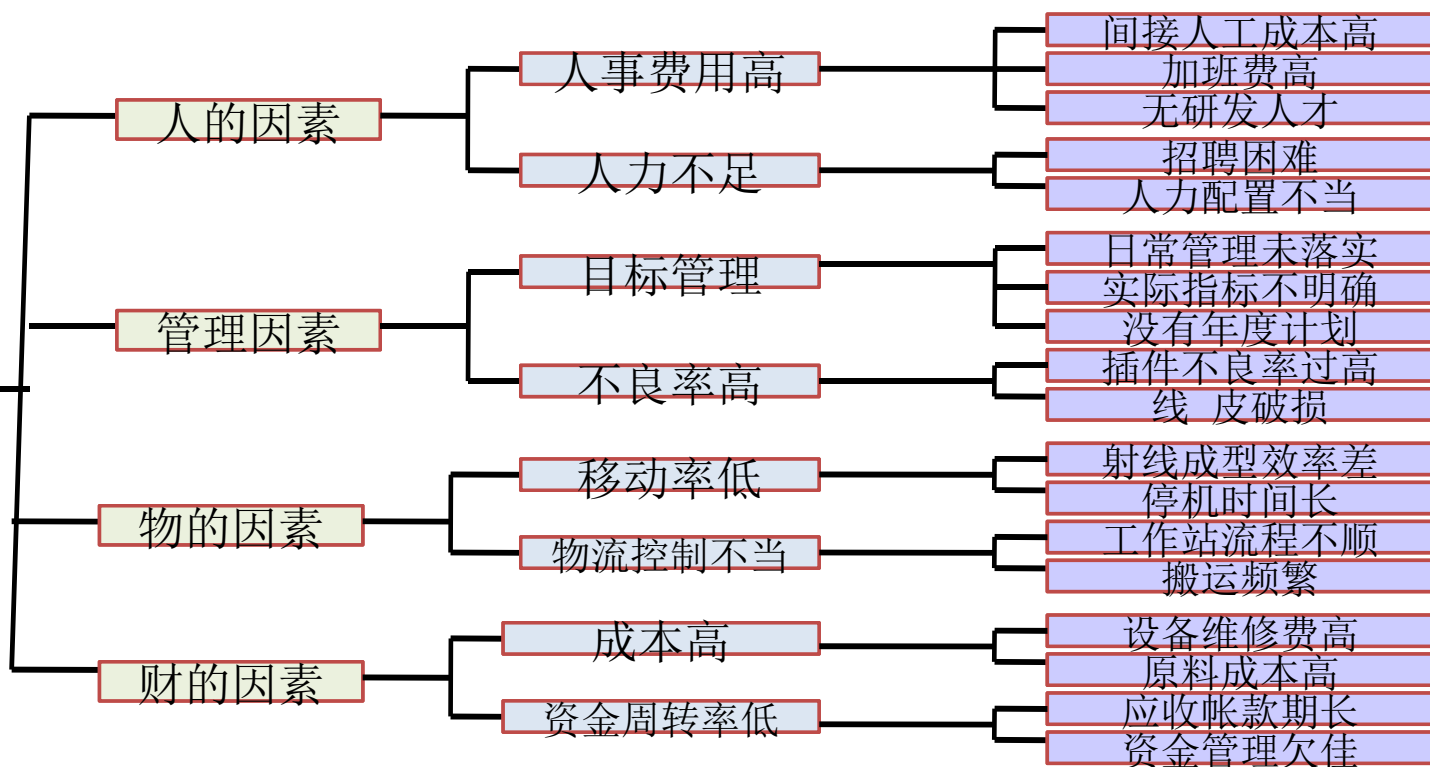 人的因素
人事费用高
间接人工成本高
加班费高
无研发人才
人力不足
招聘困难
人力配置不当
管理因素
目标管理
日常管理未落实
实际指标不明确
没有年度计划
不良率高
插件不良率过高
线 皮破损
物的因素
移动率低
射线成型效率差
停机时间长
物流控制不当
工作站流程不顺
搬运频繁
财的因素
成本高
设备维修费高
原料成本高
资金周转率低
应收帐款期长
资金管理欠佳